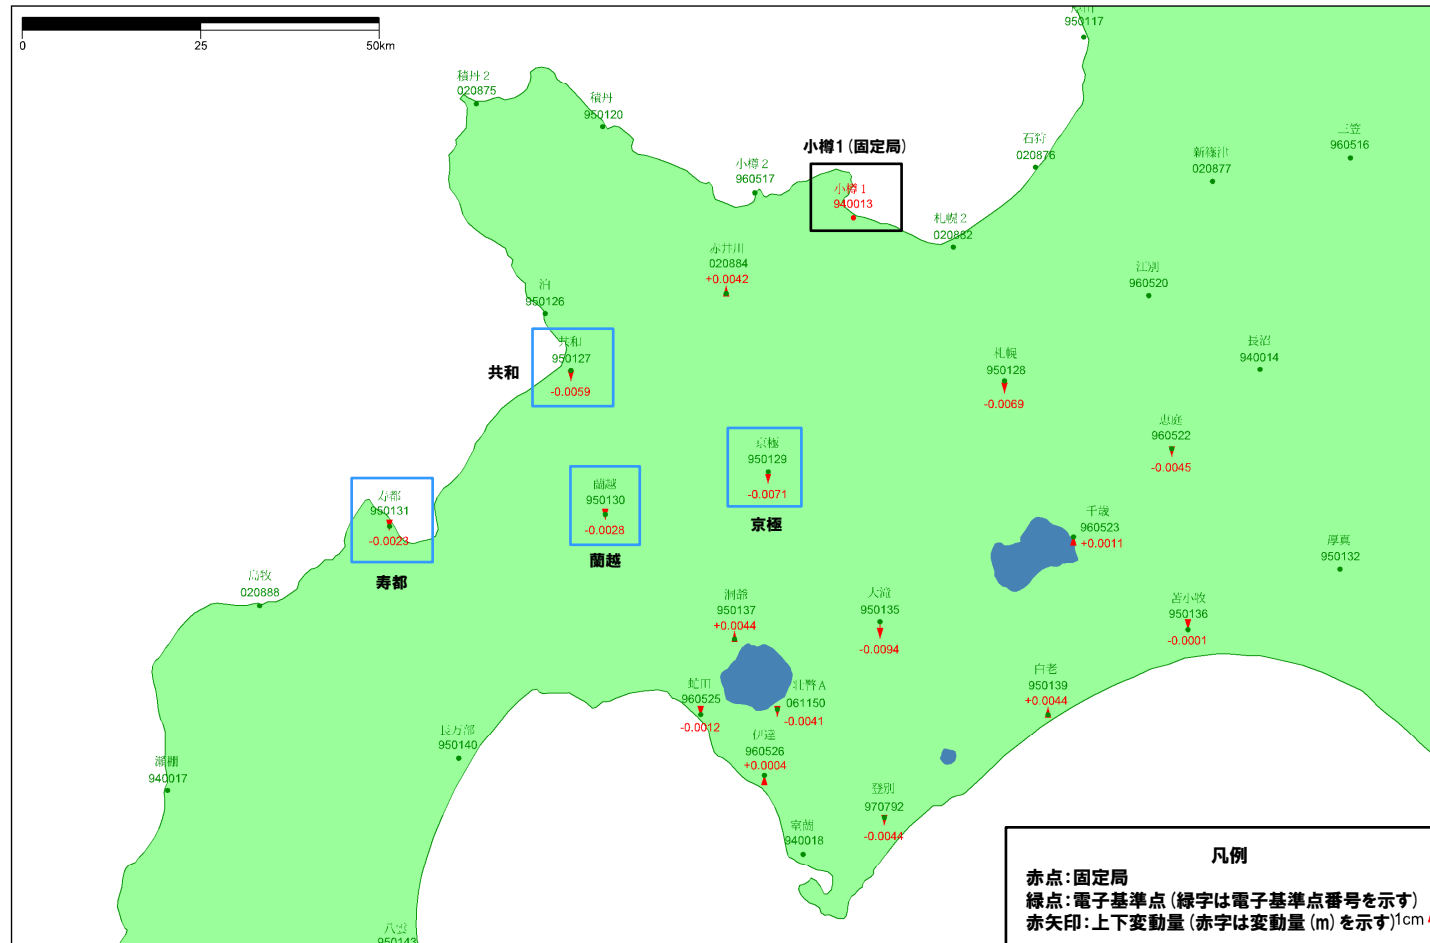 0
25
50km
950117
積丹2
020875
積丹
950120
小樽2
960517
小樽1(固定局)
小樽1
940013
石狩
020876
新篠津
020877
三笠
960516
札幌2
020882
赤井川
020884
+0.0042
江別
960520
泊
950126
共和
950127
-0.0059
共和
札幌
950128
-0.0069
長沼
940014
恵庭
960522
-0.0045
京極
950129
-0.0071
京極
蘭越
950130
-0.0028
蘭越
寿都
950131
-0.0023
寿都
千歳
960523
+0.0011
厚真
950132
島牧
020888
洞爺
950137
+0.0044
大滝
950135
-0.0094
苫小牧
950136
-0.0001
白老
950139
+0.0044
虻田
960525
-0.0012
壮瞥A
061150
-0.0041
伊達
960526
+0.0004
長万部
950140
瀬棚
940017
登別
970792
-0.0044
室蘭
940018
八雲
950143
凡例
赤点:固定局
緑点:電子基準点(緑字は電子基準点番号を示す)
赤矢印:上下変動量(赤字は変動量(m)を示す)1cm